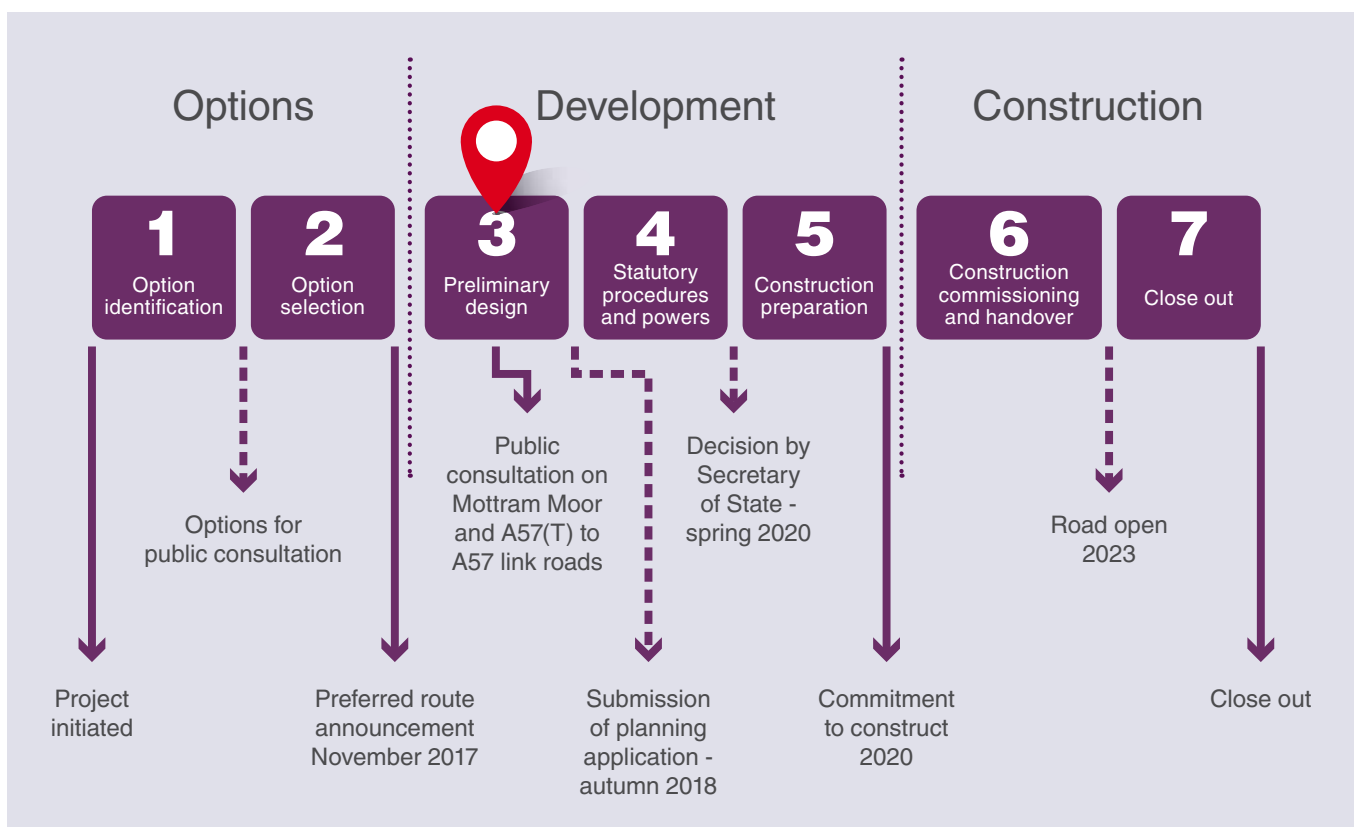 Options
Development
Construction
1
Option
identification
2
Option
selection
3
Preliminary
design
4
Statutory
procedures
and powers
5
Construction
preparation
6
Construction
commissioning
and handover
7
Close out
Public
consultation on
Mottram Moor
and A57(T) to
A57 link roads
Decision by
Secretary
of State -
spring 2020
Options for
public consultation
Road open
2023
Project
initiated
Preferred route
announcement
November 2017
Submission
of planning
application -
autumn 2018
Commitment
to construct
2020
Close out